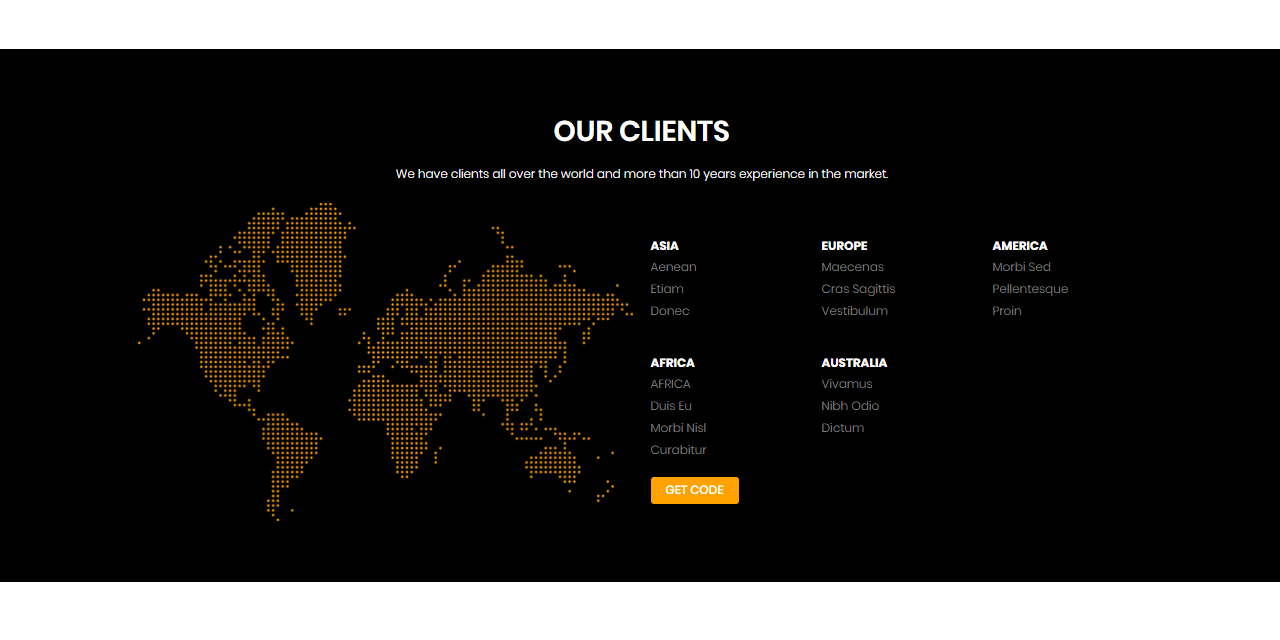 OUR CLIENTS
We have clients all over the world and more than 10 years experience in the market.
ASIA
Aenean
Etiam
Donec
EUROPE
Maecenas
Cras Sagittis
Vestibulum
AMERICA
Morbi Sed
Pellentesque
Proin
AFRICA
AFRICA
Duis Eu
Morbi Nisl
Curabitur
AUSTRALIA
Vivamus
Nibh Odio
Dictum
GET CODE